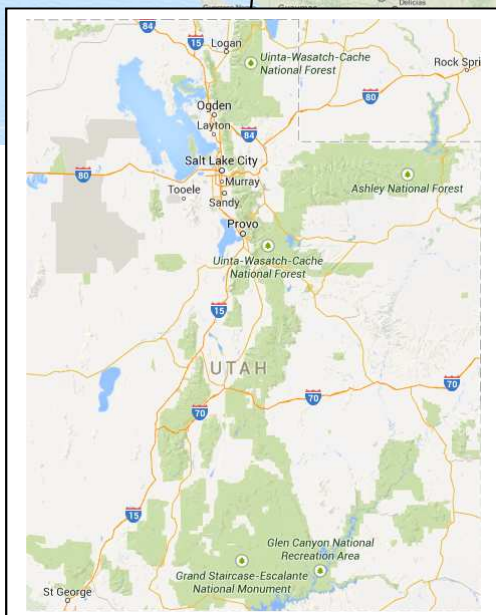 Delicias
84
15
Logan
Uinta-Wasatch-Cache
National Forest
Rock Spri
80
Ogden
Layton
84
Salt Lake City
80
Murray
Tooele
Sandy
Ashley National Forest
Provo
Uinta-Wasatch-Cache
National Forest
15
UTAH
70
70
70
15
Glen Canyon National
Recreation Area
Grand Staircase-Escalante
National Monument
St George